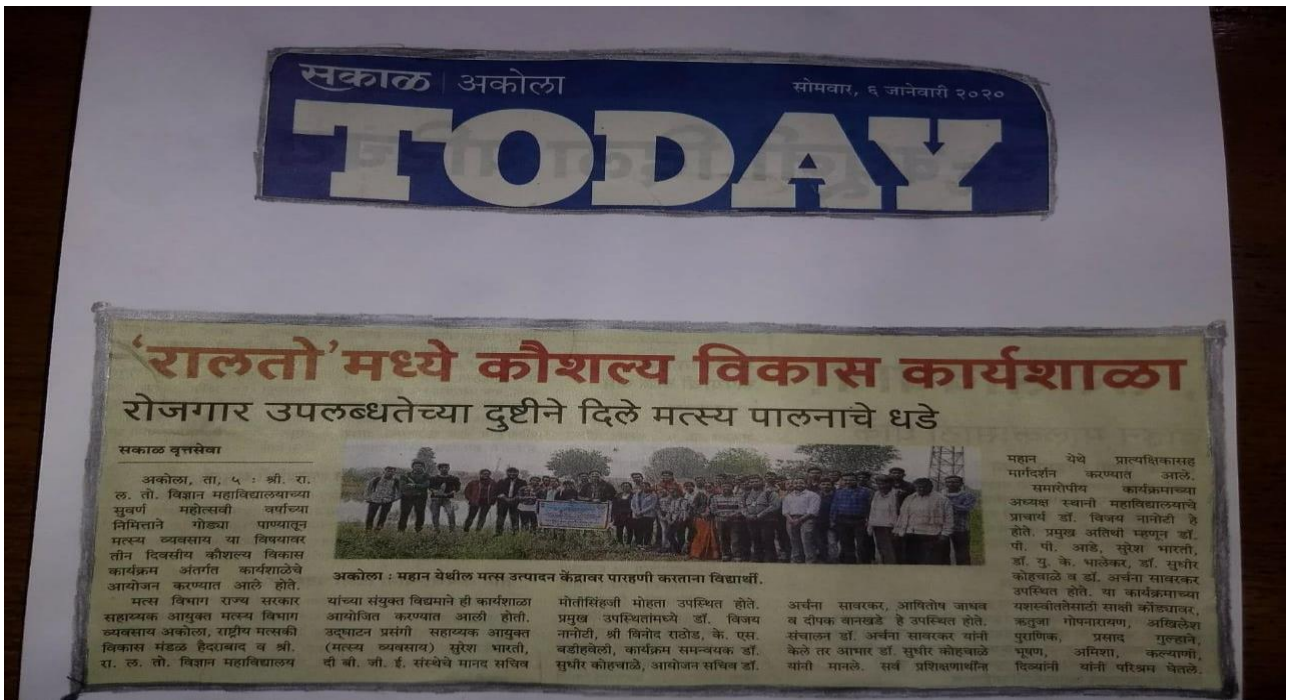 सकाळ | अकोला
सोमवार, ६ जानेवारी २०२०
TODAY
‘रालतो’मध्ये कौशल्य विकास कार्यशाळा
रोजगार उपलब्धतेच्या दुष्टीने दिले मत्स्य पालनाचे धडे
सकाळ वृत्तसेवा
अकोला, ता, ५ : श्री. रा.
ल. तो. विज्ञान महाविद्यालयाच्या
सुवर्ण महोत्सवी वर्षाच्या
निमित्ताने गोड्या पाण्यातून
मत्स्य व्यवसाय या विषयावर
तीन दिवसीय कौशल्य विकास
कार्यक्रम अंतर्गत कार्यशाळेचे
आयोजन करण्यात आले होते.
मत्स विभाग राज्य सरकार
सहाय्यक आयुक्त मत्स्य विभाग
व्यवसाय अकोला, राष्ट्रीय मत्सकी
विकास मंडळ हैदराबाद व श्री.
रा. ल. तो. विज्ञान महाविद्यालय
अकोला : महान येथील मत्स उत्पादन केंद्रावर पारहणी करताना विद्यार्थी.
यांच्या संयुक्त विद्यमाने ही कार्यशाळा
आयोजित करण्यात आली होती.
उद्घाटन प्रसंगी सहाय्यक आयुक्त
(मत्स्य व्यवसाय) सुरेश भारती,
दी बी. जी. ई. संस्थेचे मानद सचिव
मोतीसिंहजी मोहता उपस्थित होते.
प्रमुख उपस्थितांमध्ये डॉ. विजय
नानोटी, श्री विनोद राठोड, के. एस.
बडोहवेली, कार्यक्रम समन्वयक डॉ.
सुधीर कोहचाळे, आयोजन सचिव डॉ.
अर्चना सावरकर, आषितोष जाधव
व दीपक वानखडे हे उपस्थित होते.
संचालन डॉ. अर्चना सावरकर यांनी
केले तर आभार डॉ. सुधीर कोहचाळे
यांनी मानले. सर्व प्रशिक्षणार्थींना
महान येथे प्रात्यक्षिकासह
मार्गदर्शन करण्यात आले.
समारोपीय कार्यक्रमाच्या
अध्यक्ष स्थानी महाविद्यालयाचे
प्राचार्य डॉ. विजय नानोटी हे
होते. प्रमुख अतिथी म्हणून डॉ.
पी. पी. आडे, सुरेश भारती,
डॉ. यु. के. भालेकर, डॉ. सुधीर
कोहचाळे व डॉ. अर्चना सावरकर
उपस्थित होते. या कार्यक्रमाच्या
यशस्वीततेसाठी साक्षी कोंड्यावर,
ऋतुजा गोपनारायण, अखिलेश
पुराणिक, प्रसाद गुल्हाने,
भूषण, अमिशा, कल्याणी,
दिव्यांनी यांनी परिश्रम घेतले.